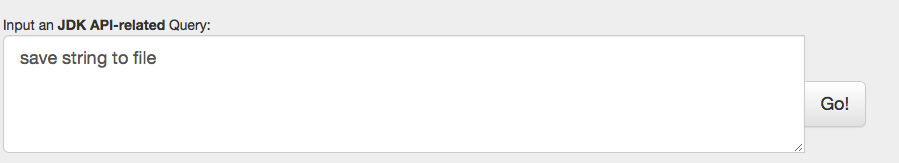 Input an JDK API-related Query:
save string to file
Go!